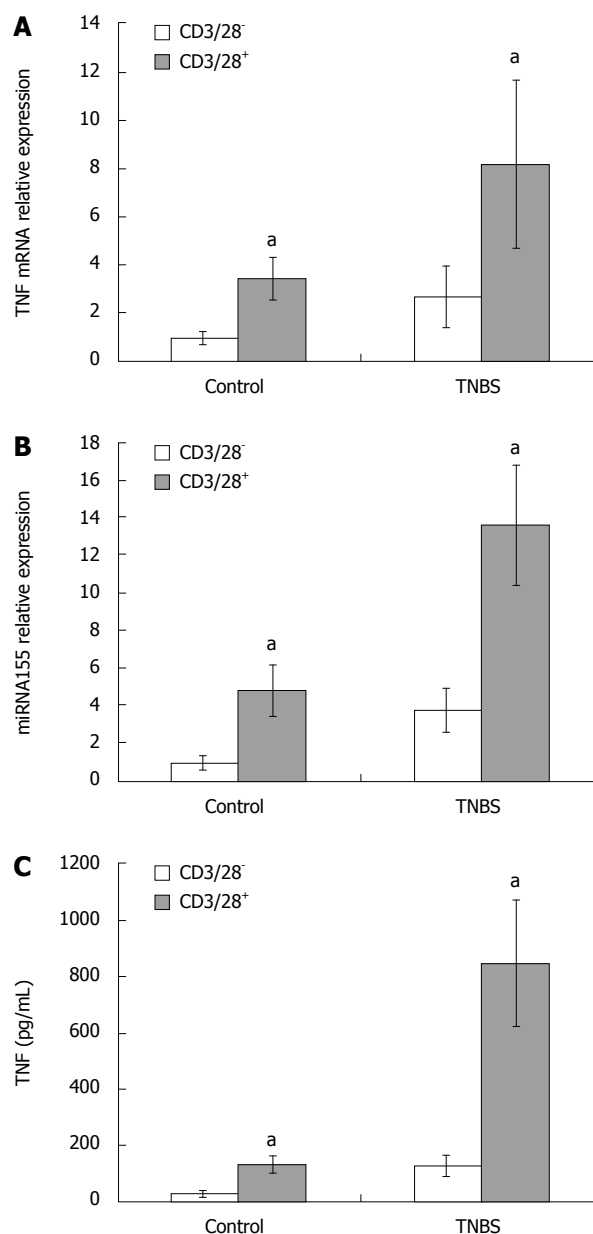 A
TNF mRNA relative expression
14
12
10
8
6
4
2
0
CD3/28⁻
CD3/28⁺
a
a
Control
TNBS
B
miRNA155 relative expression
18
16
14
12
10
8
6
4
2
0
CD3/28⁻
CD3/28⁺
a
a
Control
TNBS
C
TNF (pg/mL)
1200
1000
800
600
400
200
0
CD3/28⁻
CD3/28⁺
a
a
Control
TNBS